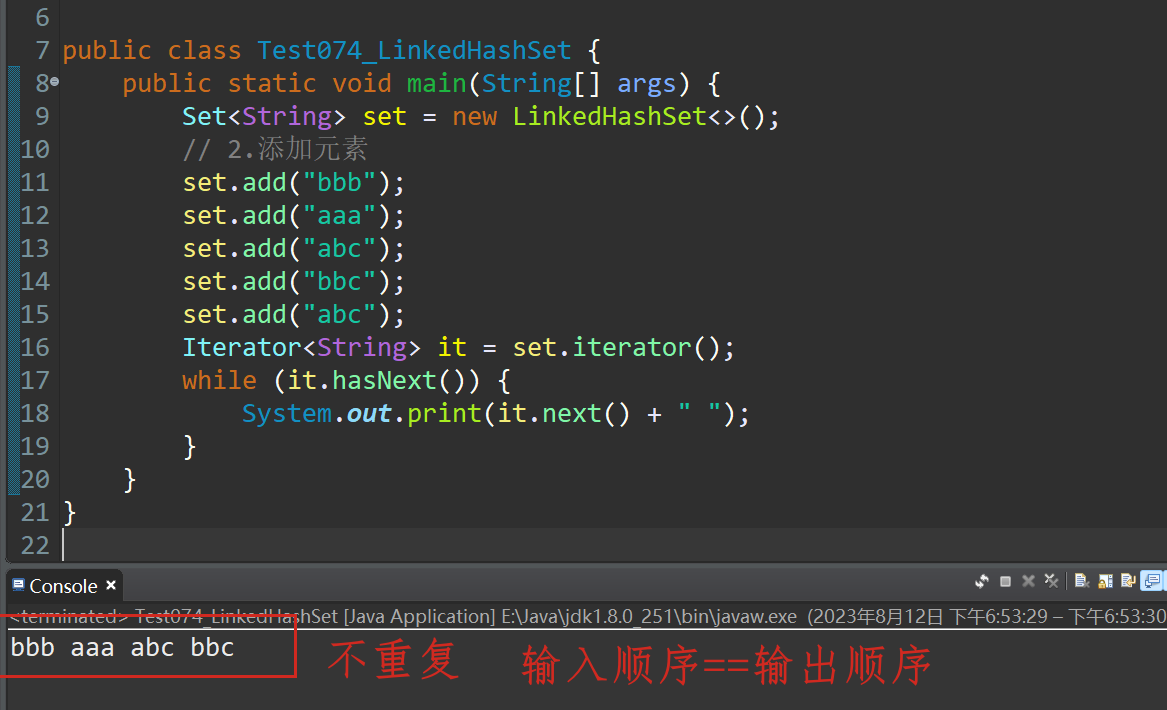 6
7 public class Test074_LinkedHashSet {
8 public static void main(String[] args) {
9 Set<String> set = new LinkedHashSet<>();
10 // 2.添加元素
11 set.add("bbb");
12 set.add("aaa");
13 set.add("abc");
14 set.add("bbc");
15 set.add("abc");
16 Iterator<String> it = set.iterator();
17 while (it.hasNext()) {
18 System.out.print(it.next() + " ");
19 }
20 }
21 }
22
Console
<terminated> Test074_LinkedHashSet [Java Application] E:\Java\jdk1.8.0_251\bin\javaw.exe (2023年8月12日 下午6:53:29 – 下午6:53:30
bbb aaa abc bbc 不重复 输入顺序==输出顺序